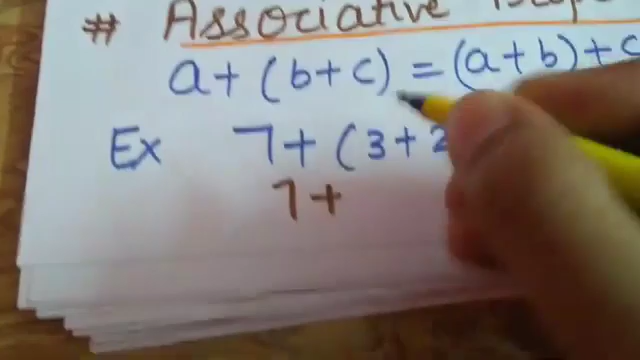 # Associative
a + (b + c) = (a + b) + c
Ex 7 + (3 + 2
7 +